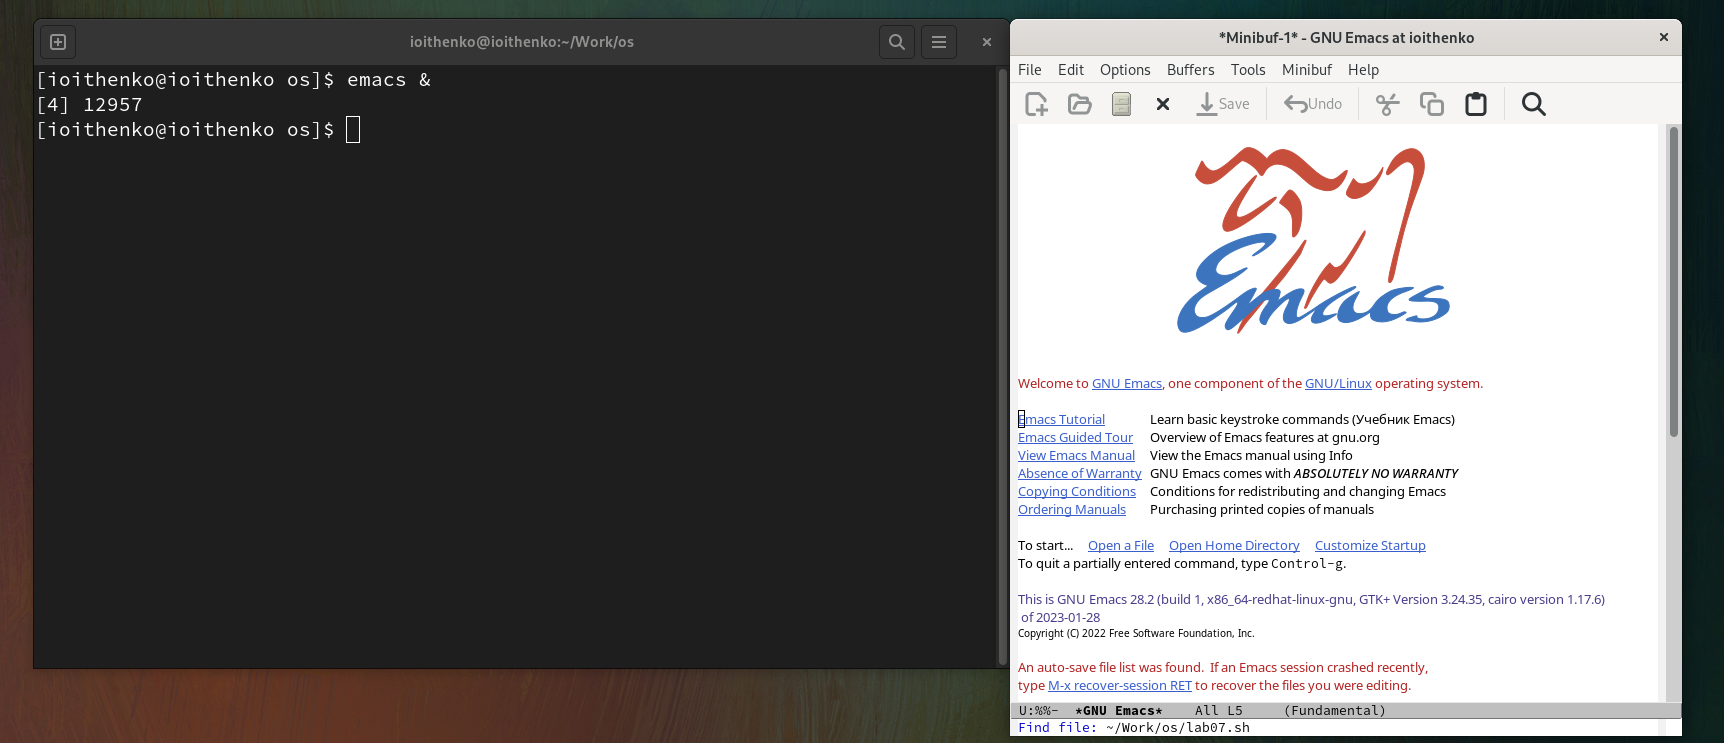 ioithenko@ioithenko:~/Work/os
[ioithenko@ioithenko os]$ emacs &
[4] 12957
[ioithenko@ioithenko os]$
*Minibuf-1* - GNU Emacs at ioithenko
File Edit Options Buffers Tools Minibuf Help
Save Undo
Emacs
Welcome to GNU Emacs, one component of the GNU/Linux operating system.
Emacs Tutorial Learn basic keystroke commands (Учебник Emacs)
Emacs Guided Tour Overview of Emacs features at gnu.org
View Emacs Manual View the Emacs manual using Info
Absence of Warranty GNU Emacs comes with ABSOLUTELY NO WARRANTY
Copying Conditions Conditions for redistributing and changing Emacs
Ordering Manuals Purchasing printed copies of manuals
To start... Open a File Open Home Directory Customize Startup
To quit a partially entered command, type Control-g.
This is GNU Emacs 28.2 (build 1, x86_64-redhat-linux-gnu, GTK+ Version 3.24.35, cairo version 1.17.6)
of 2023-01-28
Copyright (C) 2022 Free Software Foundation, Inc.
An auto-save file list was found. If an Emacs session crashed recently,
type M-x recover-session RET to recover the files you were editing.
U:%%- *GNU Emacs* All L5 (Fundamental)
Find file: ~/Work/os/lab07.sh